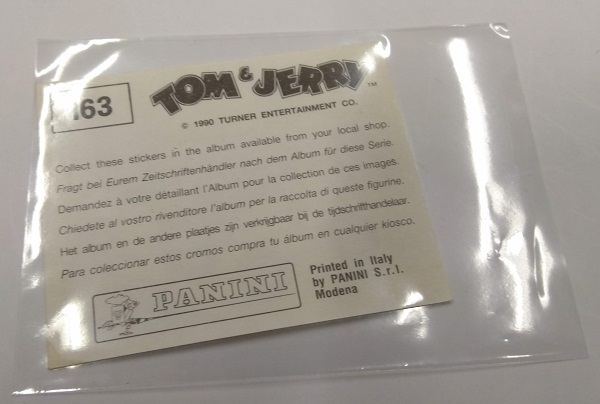 163
TOM & JERRY™
© 1990 TURNER ENTERTAINMENT CO.
Collect these stickers in the album available from your local shop.
Fragt bei Eurem Zeitschriftenhändler nach dem Album für diese Serie.
Demandez à votre détaillant l'Album pour la collection de ces images.
Chiedete al vostro rivenditore l'album per la raccolta di queste figurine.
Het album en de andere plaatjes zijn verkrijgbaar bij de tijdschrifthandelaar.
Para coleccionar estos cromos compra tu álbum en cualquier kiosco.
PANINI
Printed in Italy
by PANINI S.r.l.
Modena